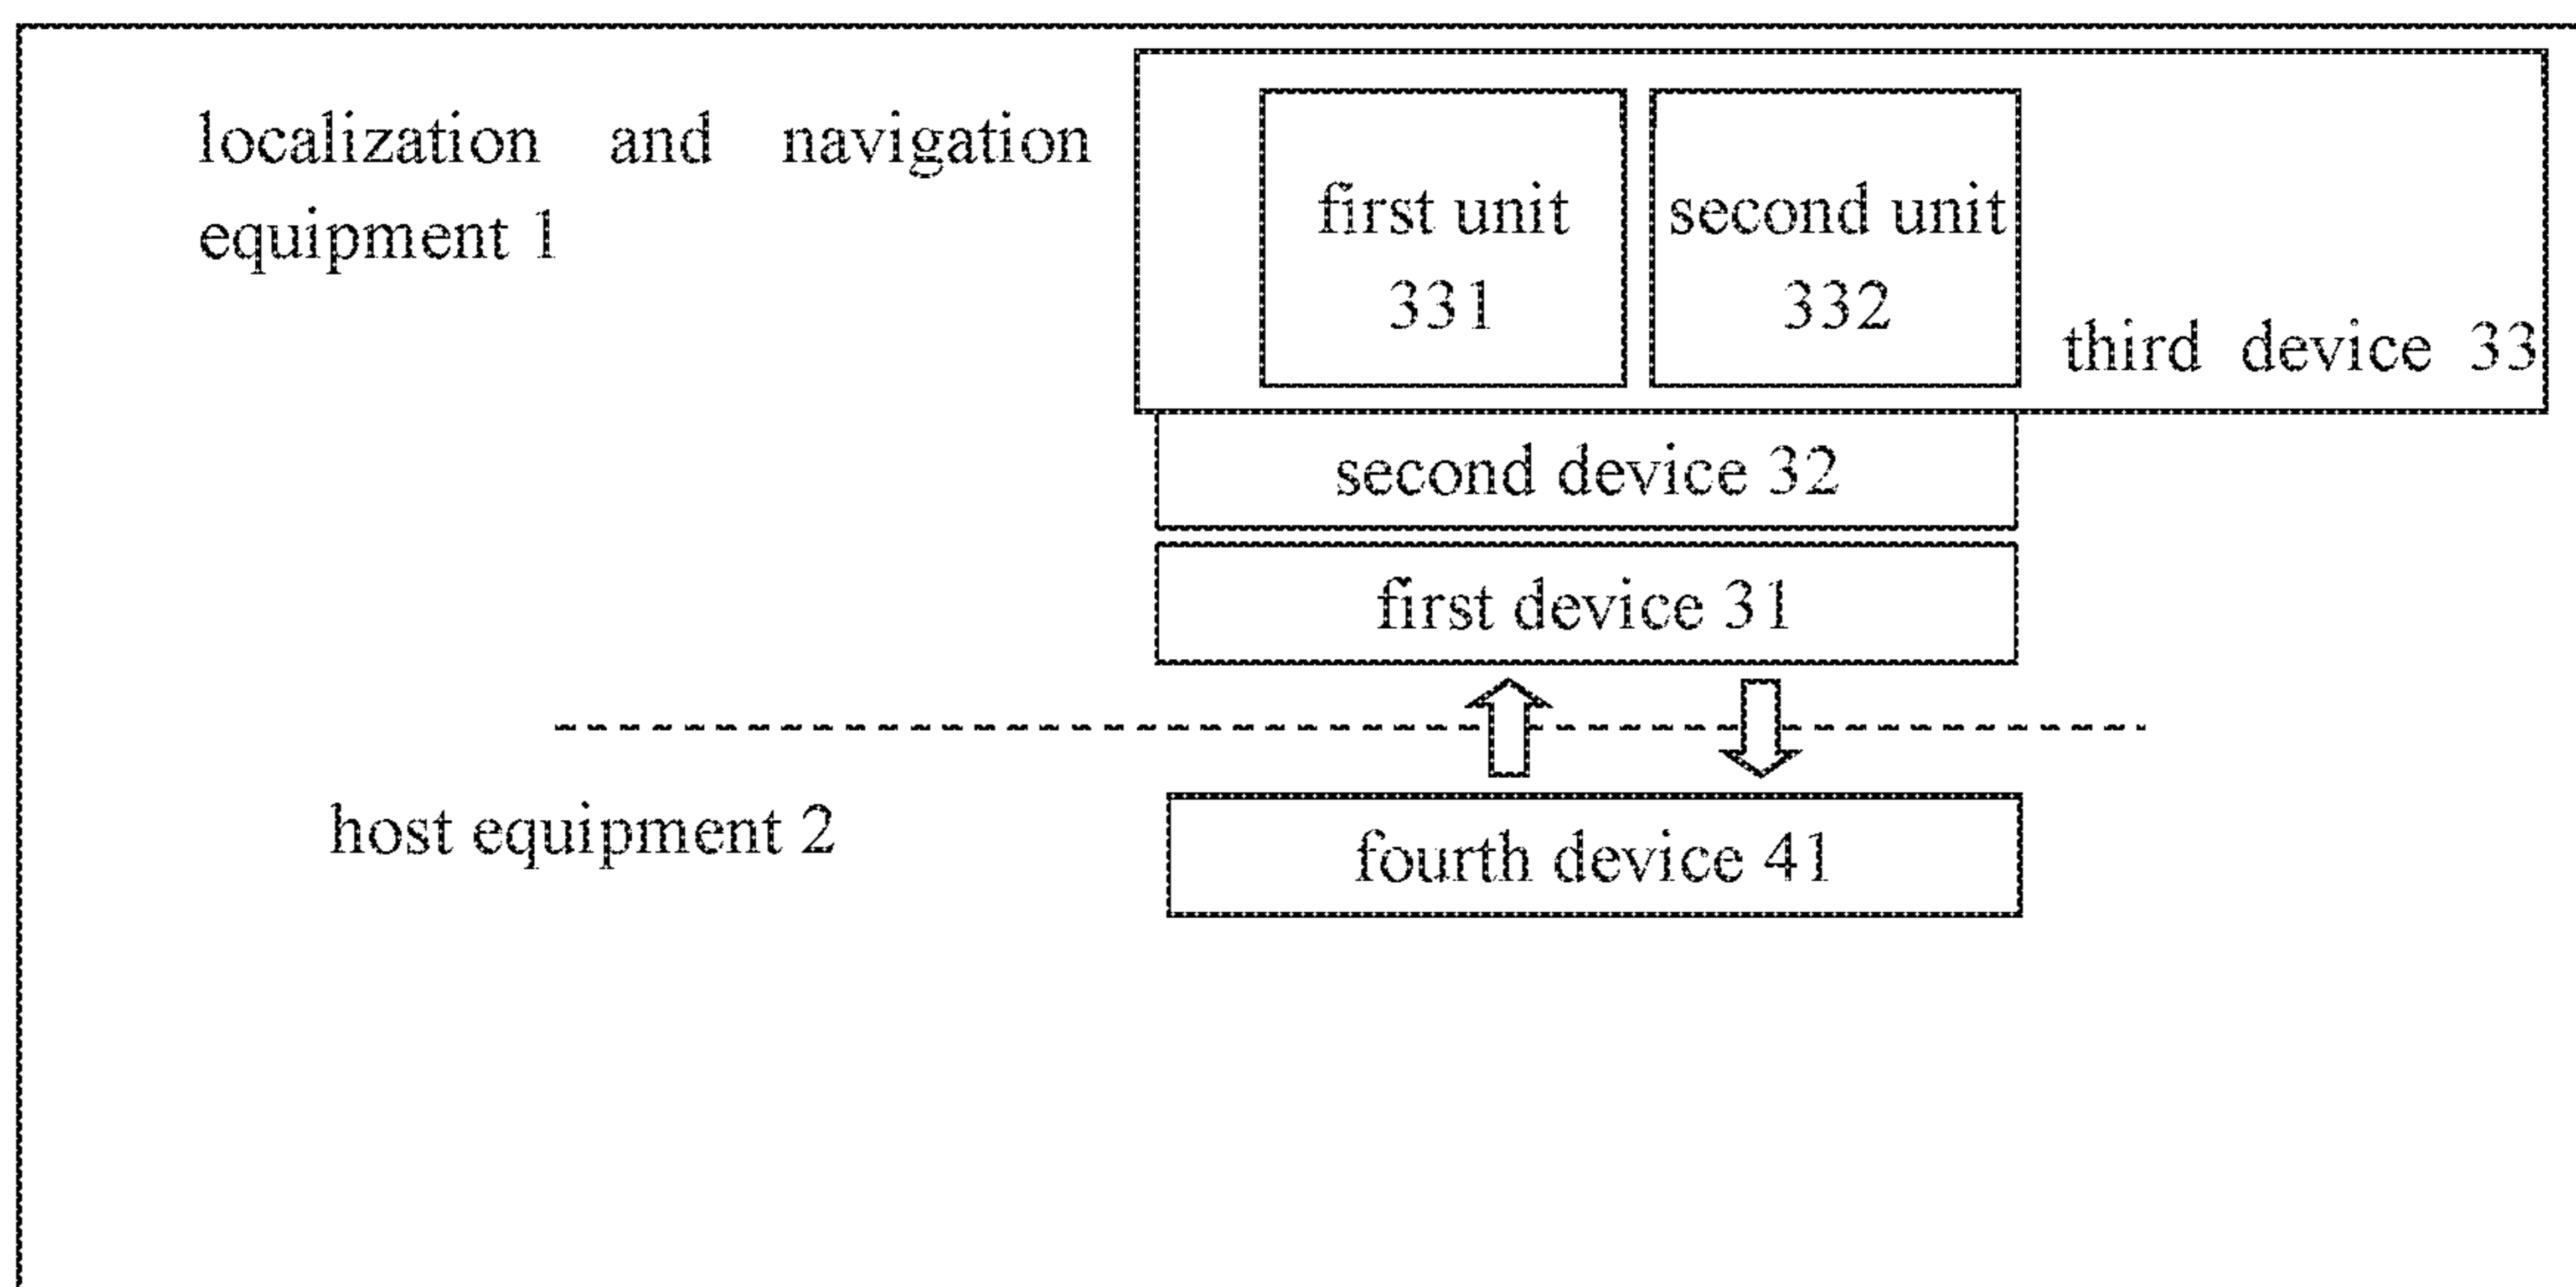 localization and navigation
equipment 1
first unit
331
second unit
332
third device 33
second device 32
first device 31
host equipment 2
fourth device 41